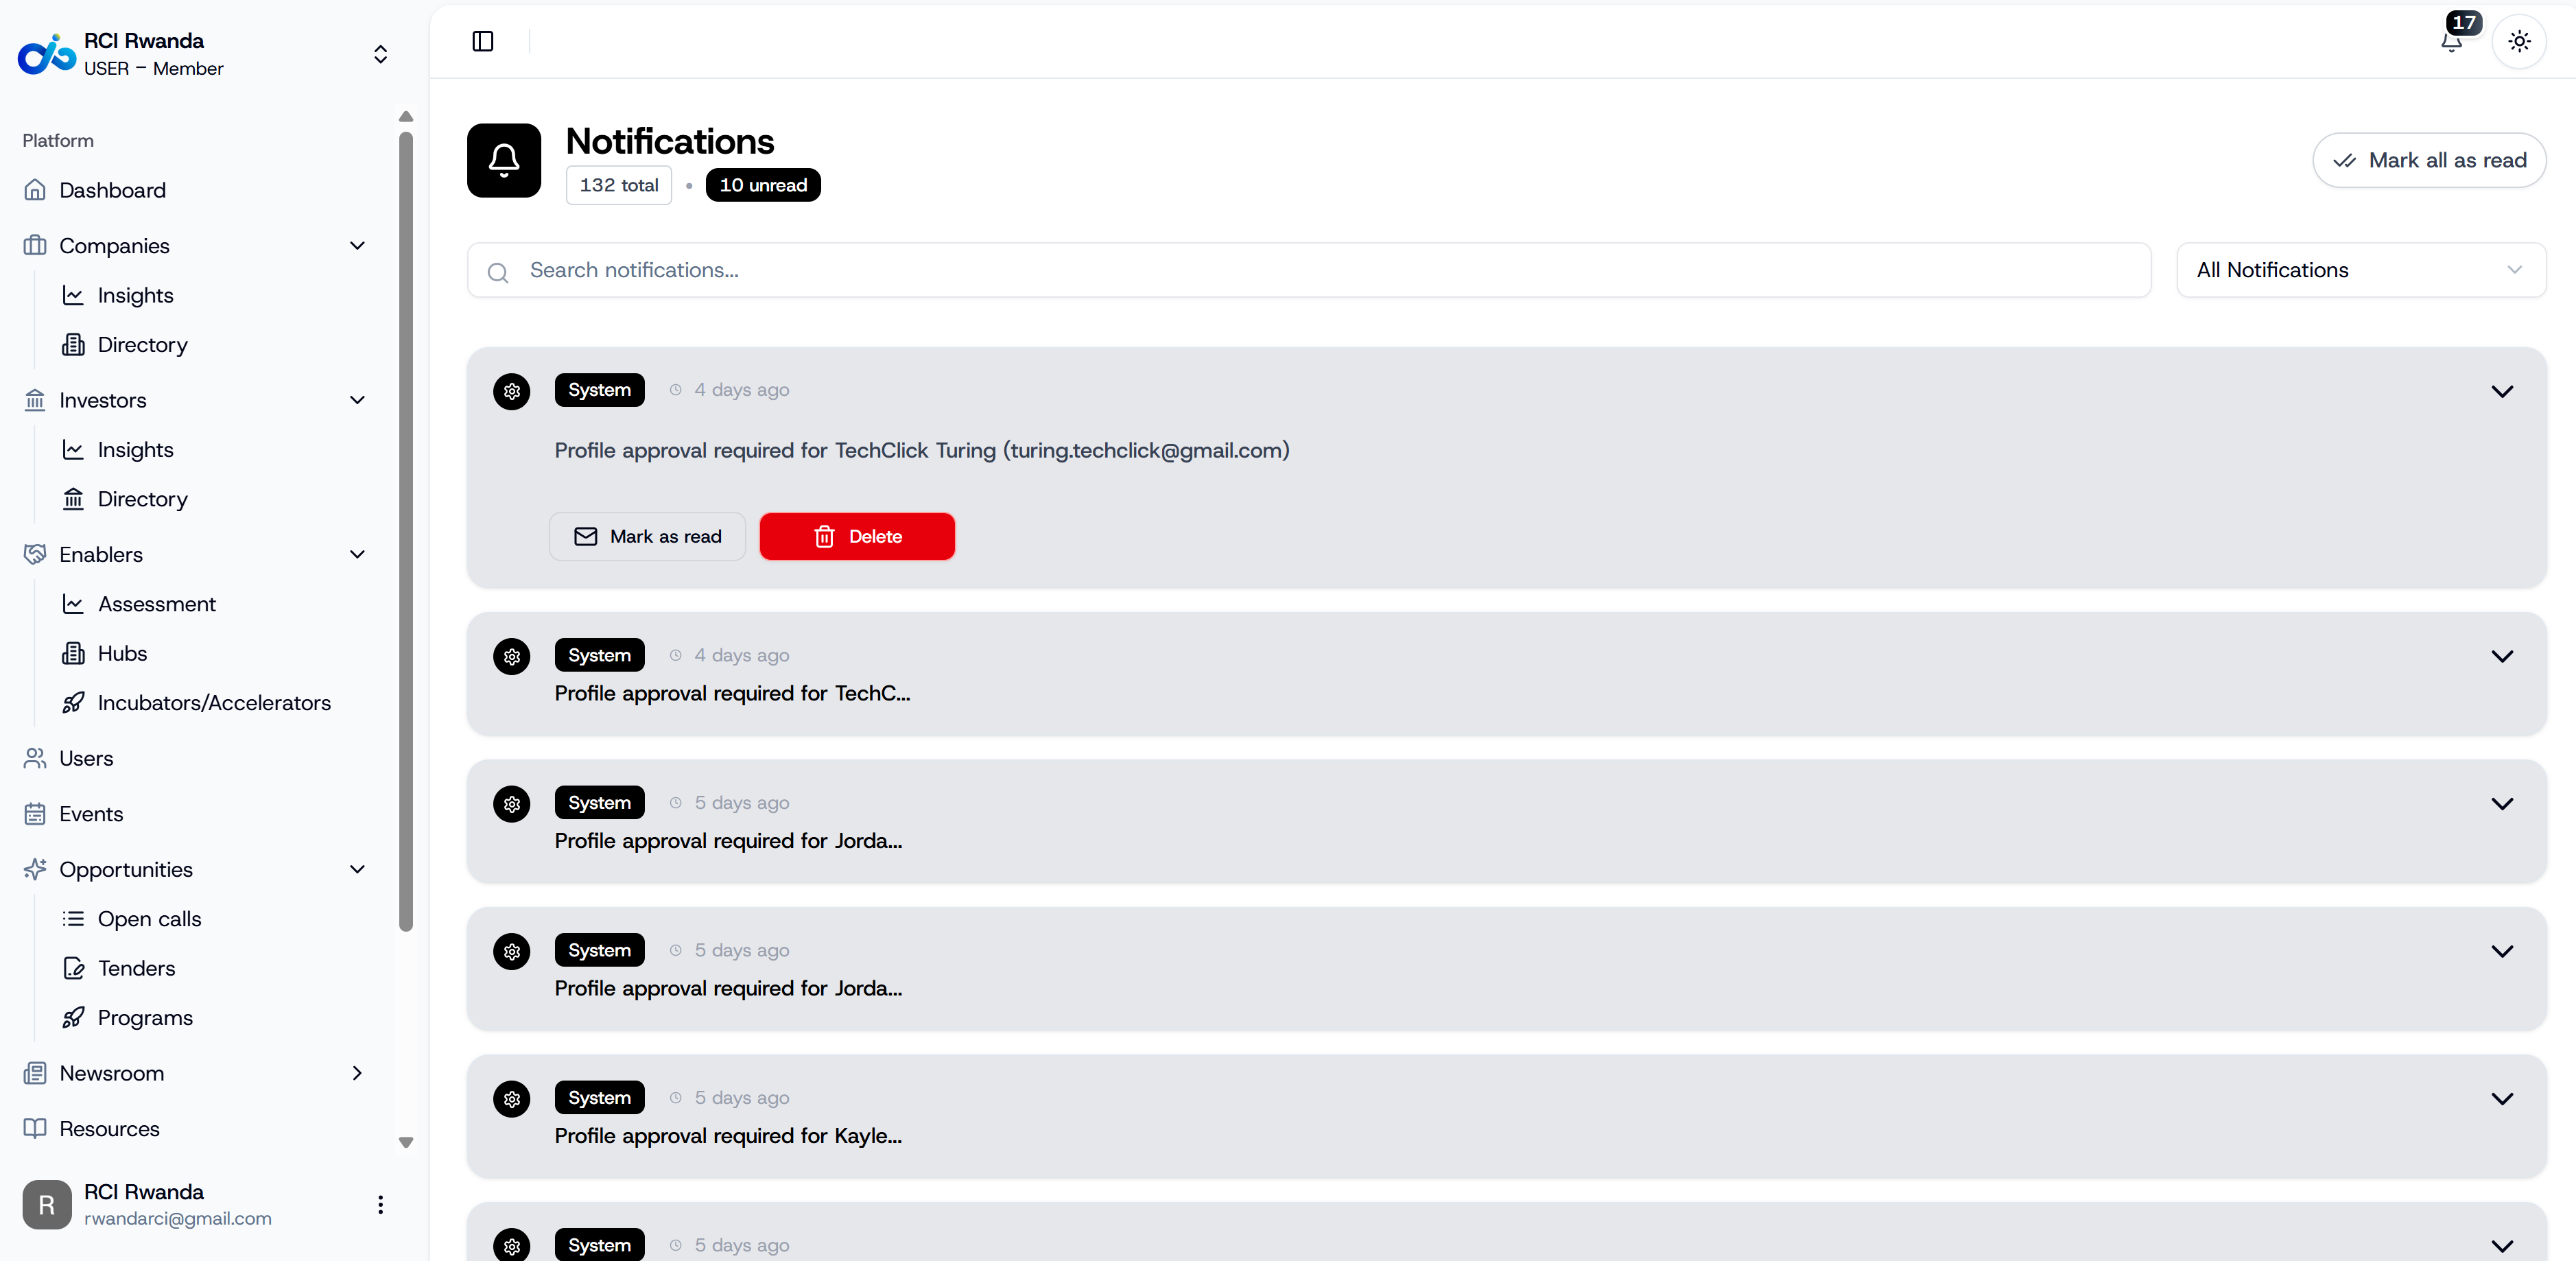 RCI Rwanda
USER – Member
Platform
Dashboard
Companies
Insights
Directory
Investors
Insights
Directory
Enablers
Assessment
Hubs
Incubators/Accelerators
Users
Events
Opportunities
Open calls
Tenders
Programs
Newsroom
Resources
R
RCI Rwanda
rwandarci@gmail.com
17
Notifications
132 total • 10 unread
Mark all as read
Search notifications...
All Notifications
System 4 days ago
Profile approval required for TechClick Turing (turing.techclick@gmail.com)
Mark as read Delete
System 4 days ago
Profile approval required for TechC...
System 5 days ago
Profile approval required for Jorda...
System 5 days ago
Profile approval required for Jorda...
System 5 days ago
Profile approval required for Kayle...
System 5 days ago